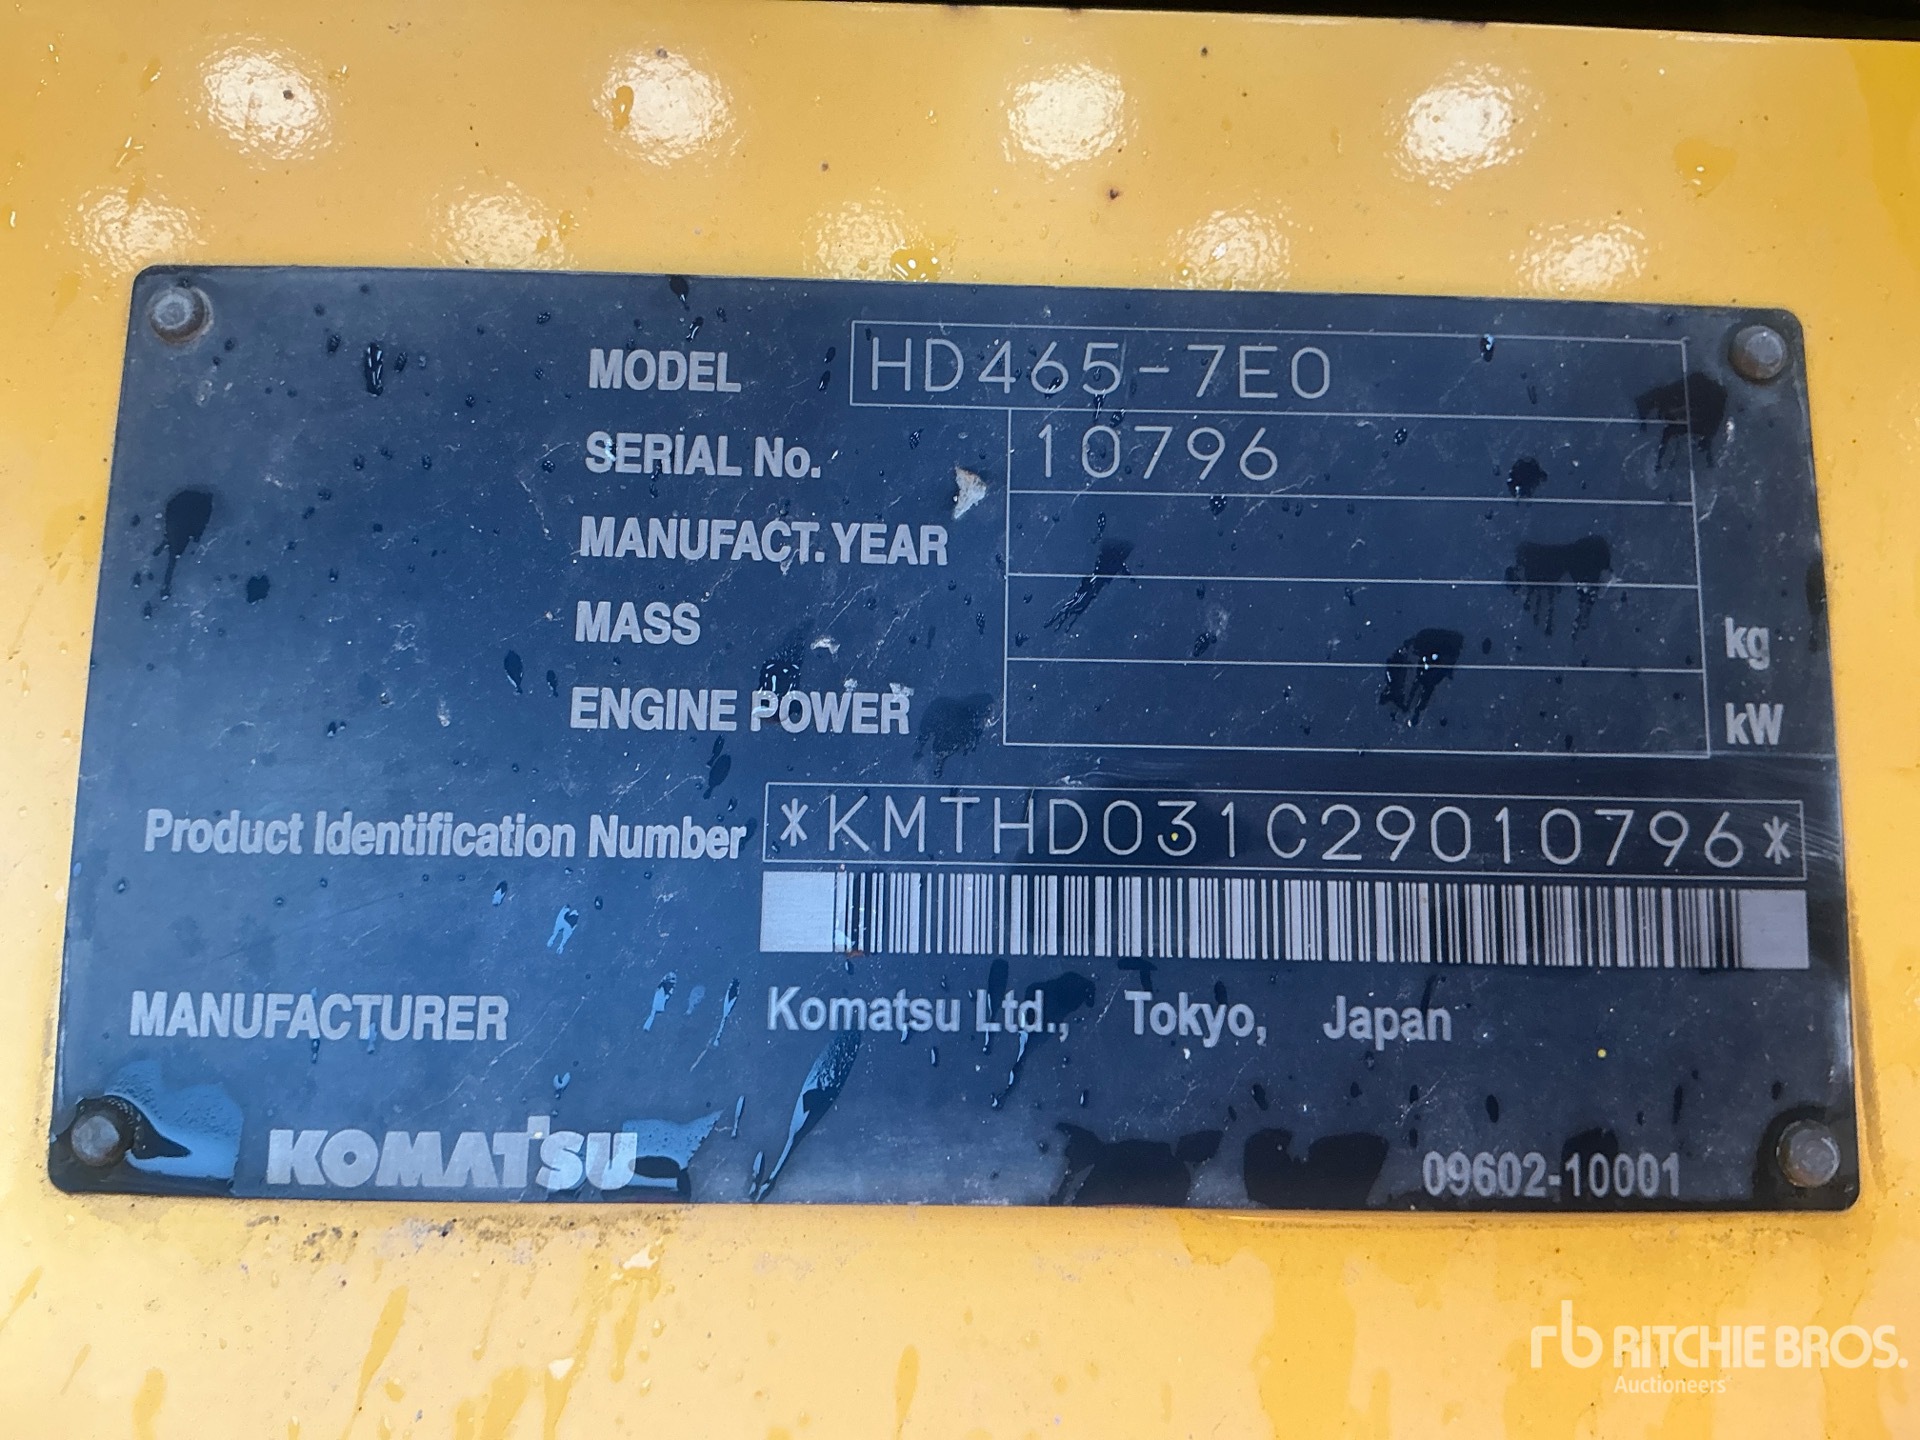 MODEL HD465-7E0
SERIAL No. 10796
MANUFACT. YEAR
MASS kg
ENGINE POWER kW
Product Identification Number *KMTHD031C29010796*
MANUFACTURER Komatsu Ltd., Tokyo, Japan
KOMATSU 09602-10001
rb RITCHIE BROS.
Auctioneers